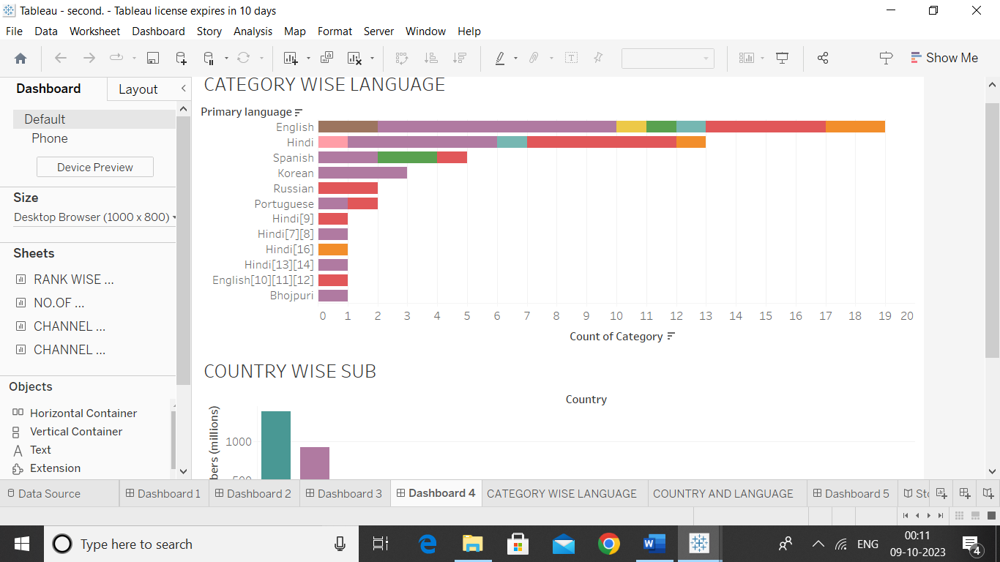 Tableau - second. - Tableau license expires in 10 days
File Data Worksheet Dashboard Story Analysis Map Format Server Window Help
Show Me
Dashboard Layout
Default
Phone
Device Preview
Size
Desktop Browser (1000 x 800)
Sheets
RANK WISE ...
NO.OF ...
CHANNEL ...
CHANNEL ...
Objects
Horizontal Container
Vertical Container
Text
Extension
CATEGORY WISE LANGUAGE
Primary language
English
Hindi
Spanish
Korean
Russian
Portuguese
Hindi[9]
Hindi[7][8]
Hindi[16]
Hindi[13][14]
English[10][11][12]
Bhojpuri
0 1 2 3 4 5 6 7 8 9 10 11 12 13 14 15 16 17 18 19 20
Count of Category
COUNTRY WISE SUB
Country
bers (millions)
1000
500
Data Source Dashboard 1 Dashboard 2 Dashboard 3 Dashboard 4 CATEGORY WISE LANGUAGE COUNTRY AND LANGUAGE Dashboard 5 Sto
Type here to search
ENG
00:11
09-10-2023
4